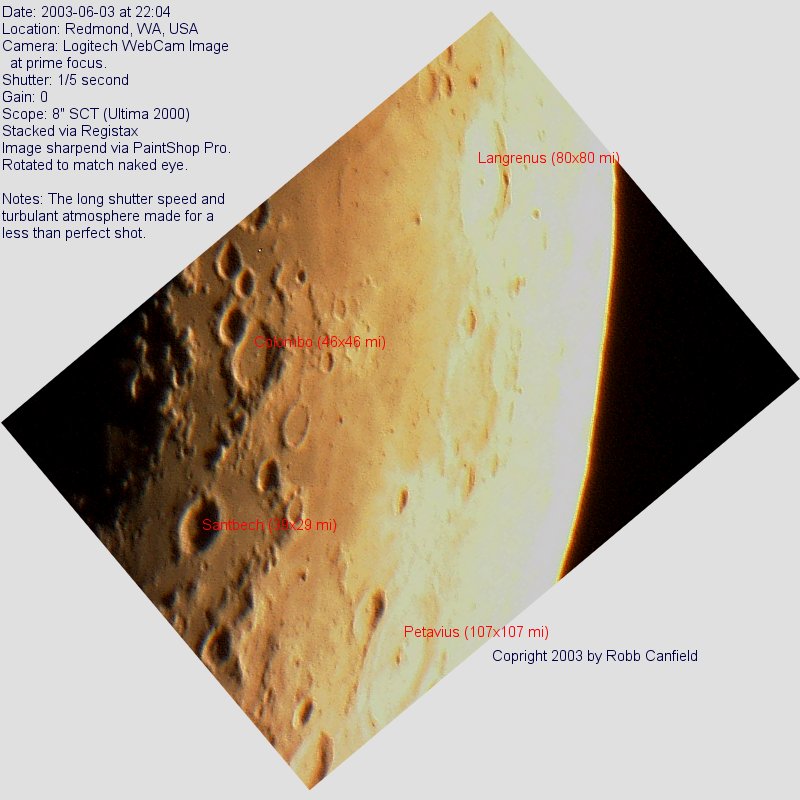 Date: 2003-06-03 at 22:04
Location: Redmond, WA, USA
Camera: Logitech WebCam Image
at prime focus.
Shutter: 1/5 second
Gain: 0
Scope: 8" SCT (Ultima 2000)
Stacked via Registax
Image sharpend via PaintShop Pro.
Rotated to match naked eye.
Notes: The long shutter speed and
turbulant atmosphere made for a
less than perfect shot.
Langrenus (80x80 mi)
Colombo (46x46 mi)
Santbech (39x29 mi)
Petavius (107x107 mi)
Copright 2003 by Robb Canfield